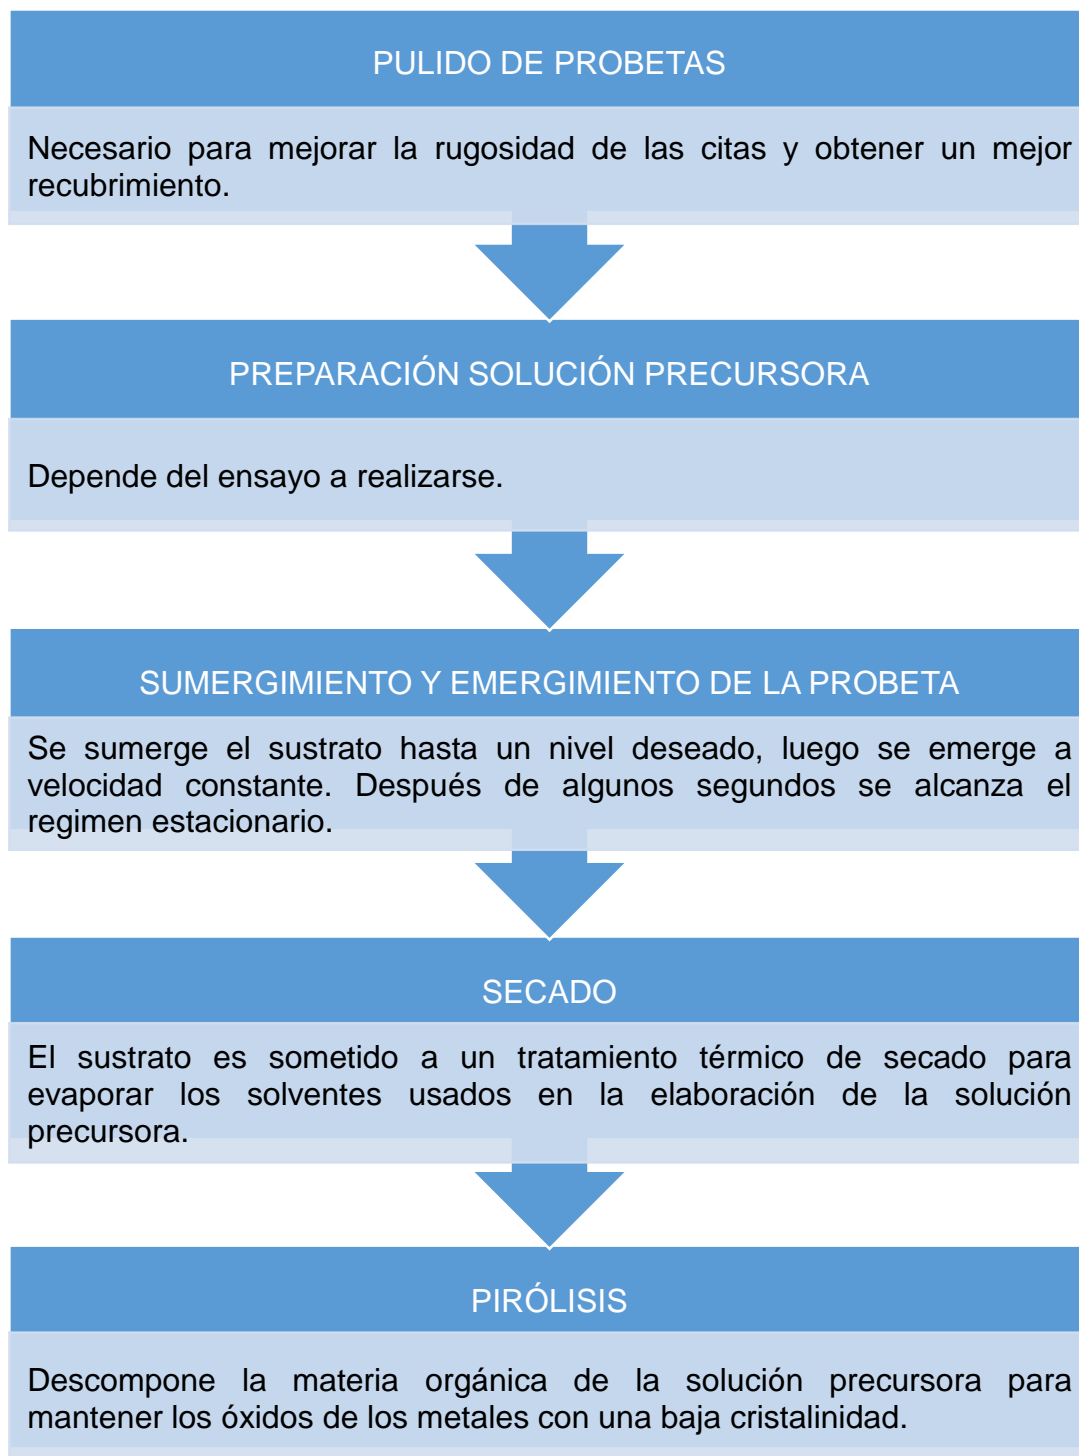 PULIDO DE PROBETAS
Necesario para mejorar la rugosidad de las citas y obtener un mejor
recubrimiento.
PREPARACIÓN SOLUCIÓN PRECURSORA
Depende del ensayo a realizarse.
SUMERGIMIENTO Y EMERGIMIENTO DE LA PROBETA
Se sumerge el sustrato hasta un nivel deseado, luego se emerge a
velocidad constante. Después de algunos segundos se alcanza el
regimen estacionario.
SECADO
El sustrato es sometido a un tratamiento térmico de secado para
evaporar los solventes usados en la elaboración de la solución
precursora.
PIRÓLISIS
Descompone la materia orgánica de la solución precursora para
mantener los óxidos de los metales con una baja cristalinidad.